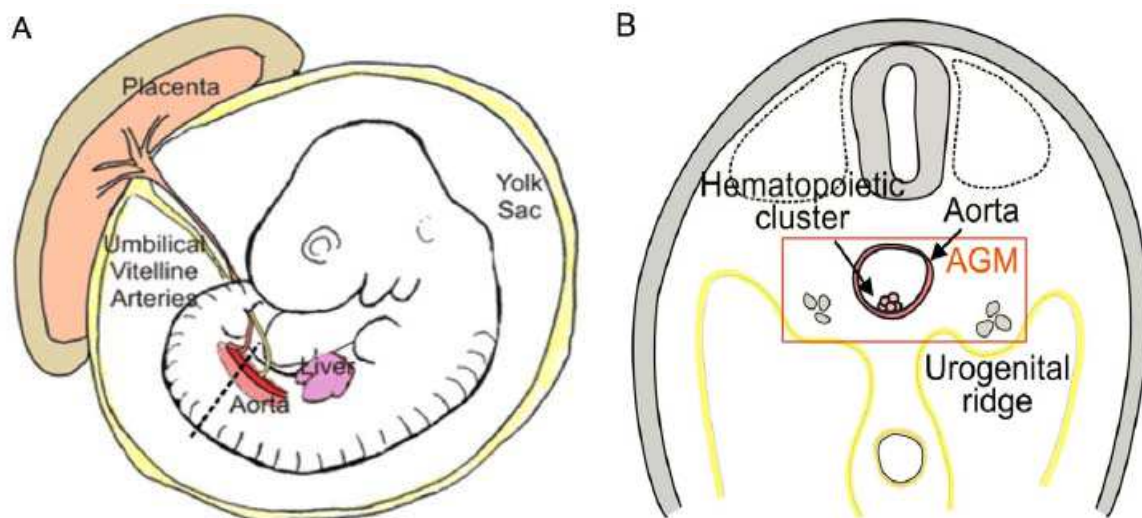 A
Placenta
Yolk
Sac
Umbilical
Vitelline
Arteries
Liver
Aorta
B
Hematopoietic
cluster
Aorta
AGM
Urogenital
ridge